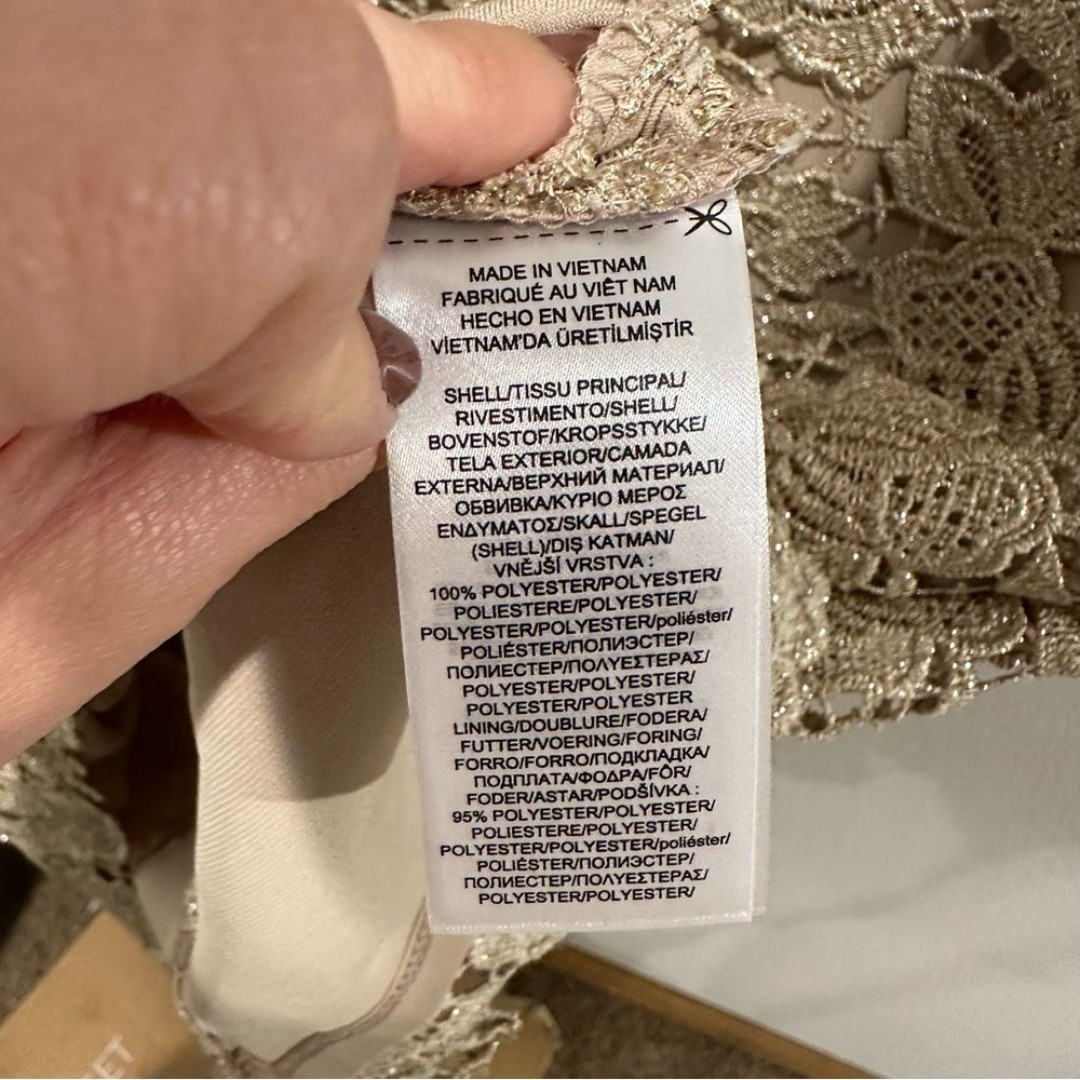 MADE IN VIETNAM
FABRIQUÉ AU VIÊT NAM
HECHO EN VIETNAM
VİETNAM'DA ÜRETİLMİŞTİR
SHELL/TISSU PRINCIPAL/
RIVESTIMENTO/SHELL/
BOVENSTOF/KROPSSTYKKE/
TELA EXTERIOR/CAMADA
EXTERNA/ВЕРХНИЙ МАТЕРИАЛ/
ОБВИВКА/ΚΥΡΙΟ ΜΕΡΟΣ
ΕΝΔΥΜΑΤΟΣ/SKALL/SPEGEL
(SHELL)/DIŞ KATMAN/
VNĚJŠÍ VRSTVA :
100% POLYESTER/POLYESTER/
POLIESTERE/POLYESTER/
POLYESTER/POLYESTER/poliéster/
POLIÉSTER/ПОЛИЭСТЕР/
ПОЛИЕСТЕР/ΠΟΛΥΕΣΤΕΡΑΣ/
POLYESTER/POLYESTER/
POLYESTER/POLYESTER
LINING/DOUBLURE/FODERA/
FUTTER/VOERING/FORING/
FORRO/FORRO/ПОДКЛАДКА/
ПОДПЛАТА/ΦΟΔΡΑ/FÔR/
FODER/ASTAR/PODŠÍVKA :
95% POLYESTER/POLYESTER/
POLIESTERE/POLYESTER/
POLYESTER/POLYESTER/poliéster/
POLIÉSTER/ПОЛИЭСТЕР/
ПОЛИЕСТЕР/ΠΟΛΥΕΣΤΕΡΑΣ/
POLYESTER/POLYESTER/